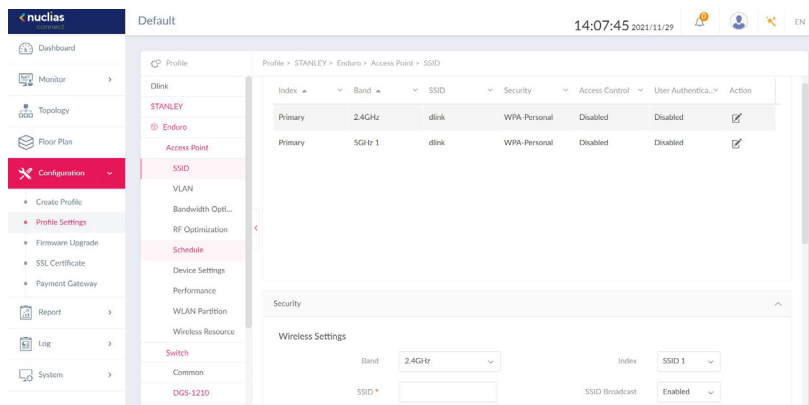 nuclias
connect
Default
14:07:45 2021/11/29
EN
Dashboard
Monitor
Topology
Floor Plan
Configuration
Create Profile
Profile Settings
Firmware Upgrade
SSL Certificate
Payment Gateway
Report
Log
System
Profile
Dlink
STANLEY
Enduro
Access Point
SSID
VLAN
Bandwidth Opti...
RF Optimization
Schedule
Device Settings
Performance
WLAN Partition
Wireless Resource
Switch
Common
DGS-1210
Profile > STANLEY > Enduro > Access Point > SSID
Index Band SSID Security Access Control User Authentica... Action
Primary 2.4GHz dlink WPA-Personal Disabled Disabled
Primary 5GHz 1 dlink WPA-Personal Disabled Disabled
Security
Wireless Settings
Band 2.4GHz Index SSID 1
SSID * SSID Broadcast Enabled